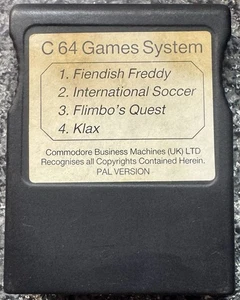 C 64 Games System
1. Fiendish Freddy
2. International Soccer
3. Flimbo's Quest
4. Klax
Commodore Business Machines (UK) LTD
Recognises all Copyrights Contained Herein.
PAL VERSION